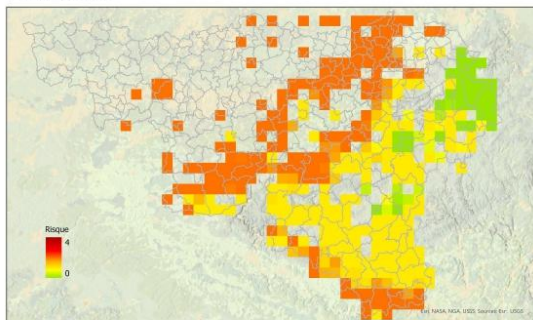 Risque
4
0
Esri, NASA, NGA, USGS, Sources: Esri, USGS